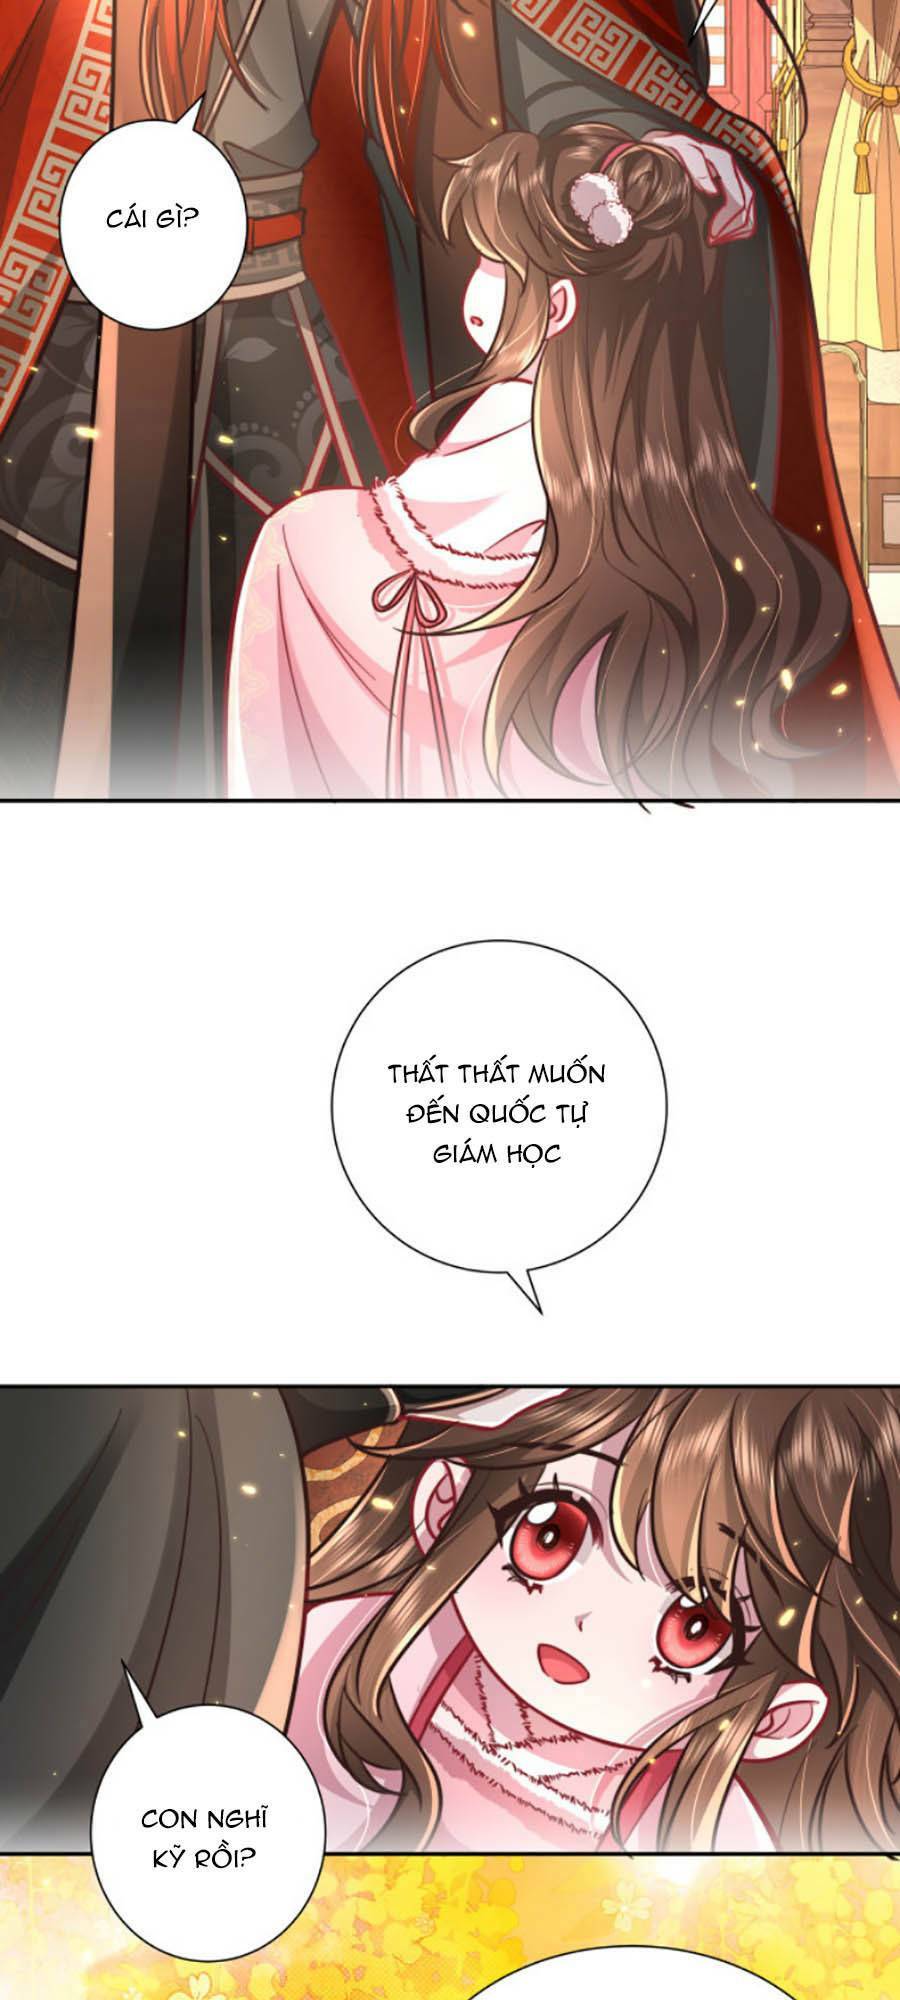 CÁI GÌ?
THẤT THẤT MUỐN
ĐẾN QUỐC TỰ
GIÁM HỌC
CON NGHĨ
KỸ RỒI?